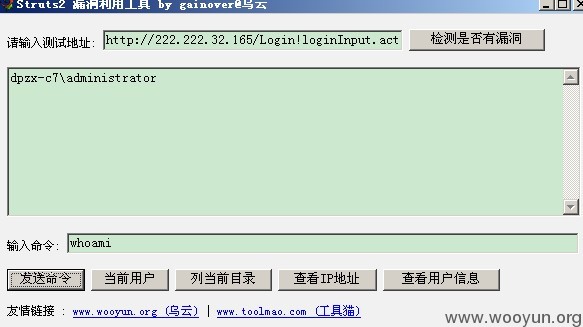 Struts2 漏洞利用工具 by gainover@乌云
请输入测试地址: http://222.222.32.165/Login!loginInput.act 检测是否有漏洞
dpzx-c7\administrator
输入命令: whoami
发送命令 当前用户 列当前目录 查看IP地址 查看用户信息
友情链接 : www.wooyun.org (乌云) | www.toolmao.com (工具猫)
www.wooyun.org